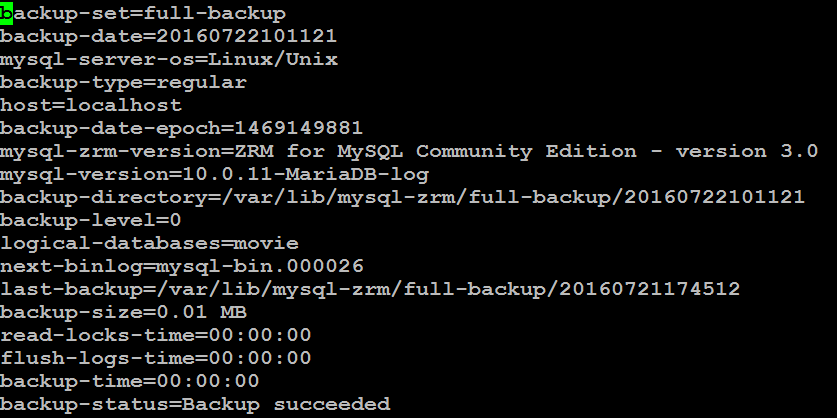 backup-set=full-backup
backup-date=20160722101121
mysql-server-os=Linux/Unix
backup-type=regular
host=localhost
backup-date-epoch=1469149881
mysql-zrm-version=ZRM for MySQL Community Edition - version 3.0
mysql-version=10.0.11-MariaDB-log
backup-directory=/var/lib/mysql-zrm/full-backup/20160722101121
backup-level=0
logical-databases=movie
next-binlog=mysql-bin.000026
last-backup=/var/lib/mysql-zrm/full-backup/20160721174512
backup-size=0.01 MB
read-locks-time=00:00:00
flush-logs-time=00:00:00
backup-time=00:00:00
backup-status=Backup succeeded